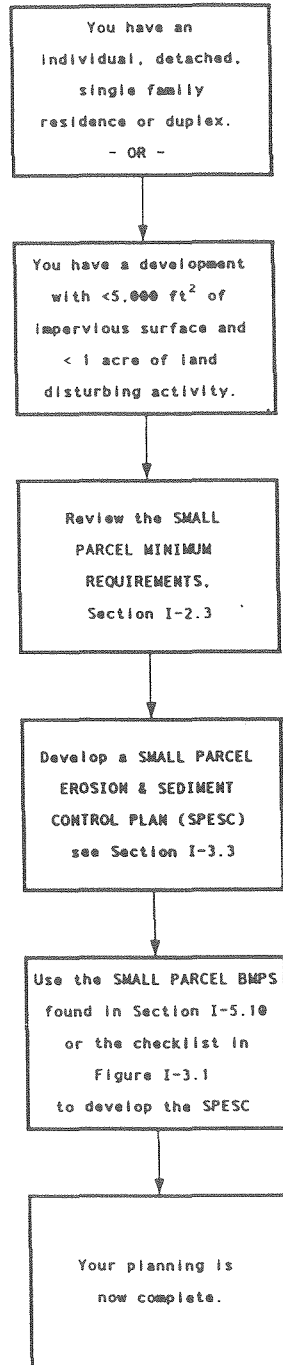 You have an
individual, detached,
single family
residence or duplex.
- OR -
You have a development
with <5,000 ft² of
impervious surface and
< 1 acre of land
disturbing activity.
Review the SMALL
PARCEL MINIMUM
REQUIREMENTS,
Section I-2.3
Develop a SMALL PARCEL
EROSION & SEDIMENT
CONTROL PLAN (SPESC)
see Section I-3.3
Use the SMALL PARCEL BMPS
found in Section I-5.10
or the checklist in
Figure I-3.1
to develop the SPESC
Your planning is
now complete.